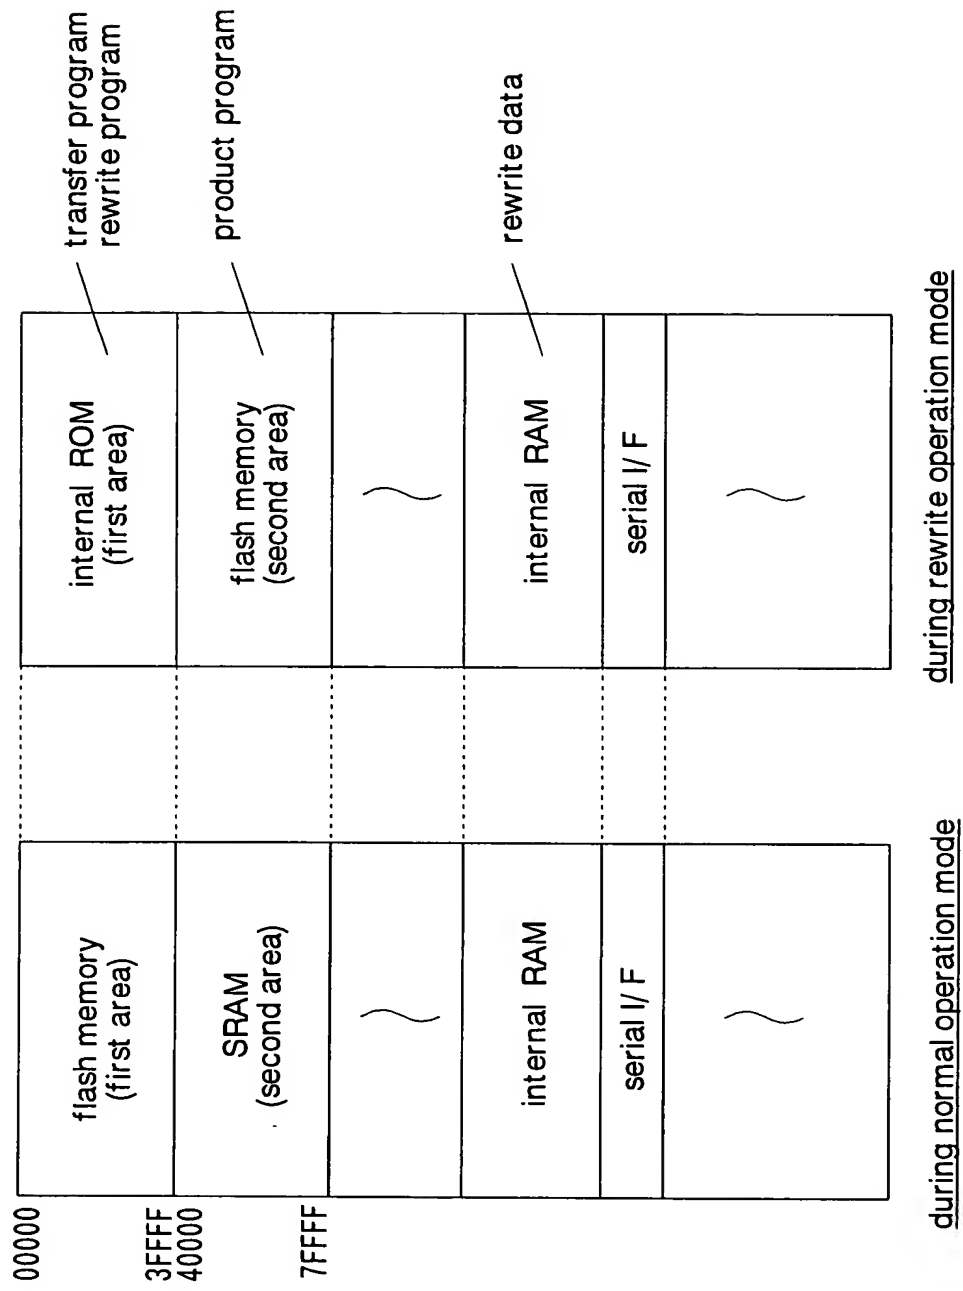 00000
3FFFF
40000
7FFFF
flash memory
(first area)
SRAM
(second area)
internal RAM
serial I/F
during normal operation mode
internal ROM
(first area)
flash memory
(second area)
internal RAM
serial I/F
during rewrite operation mode
transfer program
rewrite program
product program
rewrite data